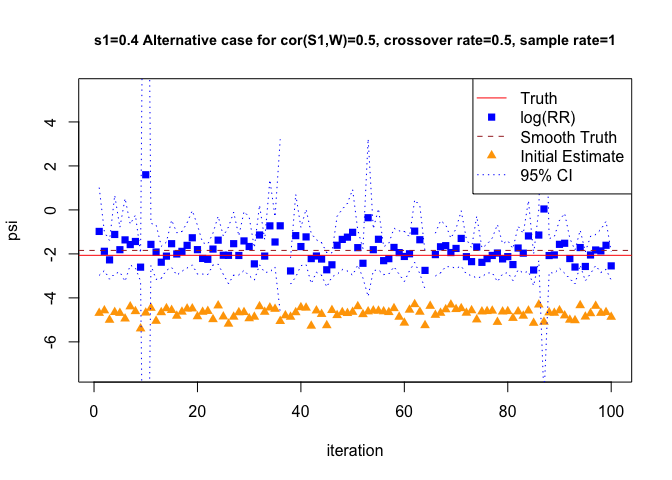 s1=0.4 Alternative case for cor(S1,W)=0.5, crossover rate=0.5, sample rate=1
Truth
log(RR)
Smooth Truth
Initial Estimate
95% CI
psi
4
2
0
-2
-4
-6
0 20 40 60 80 100
iteration